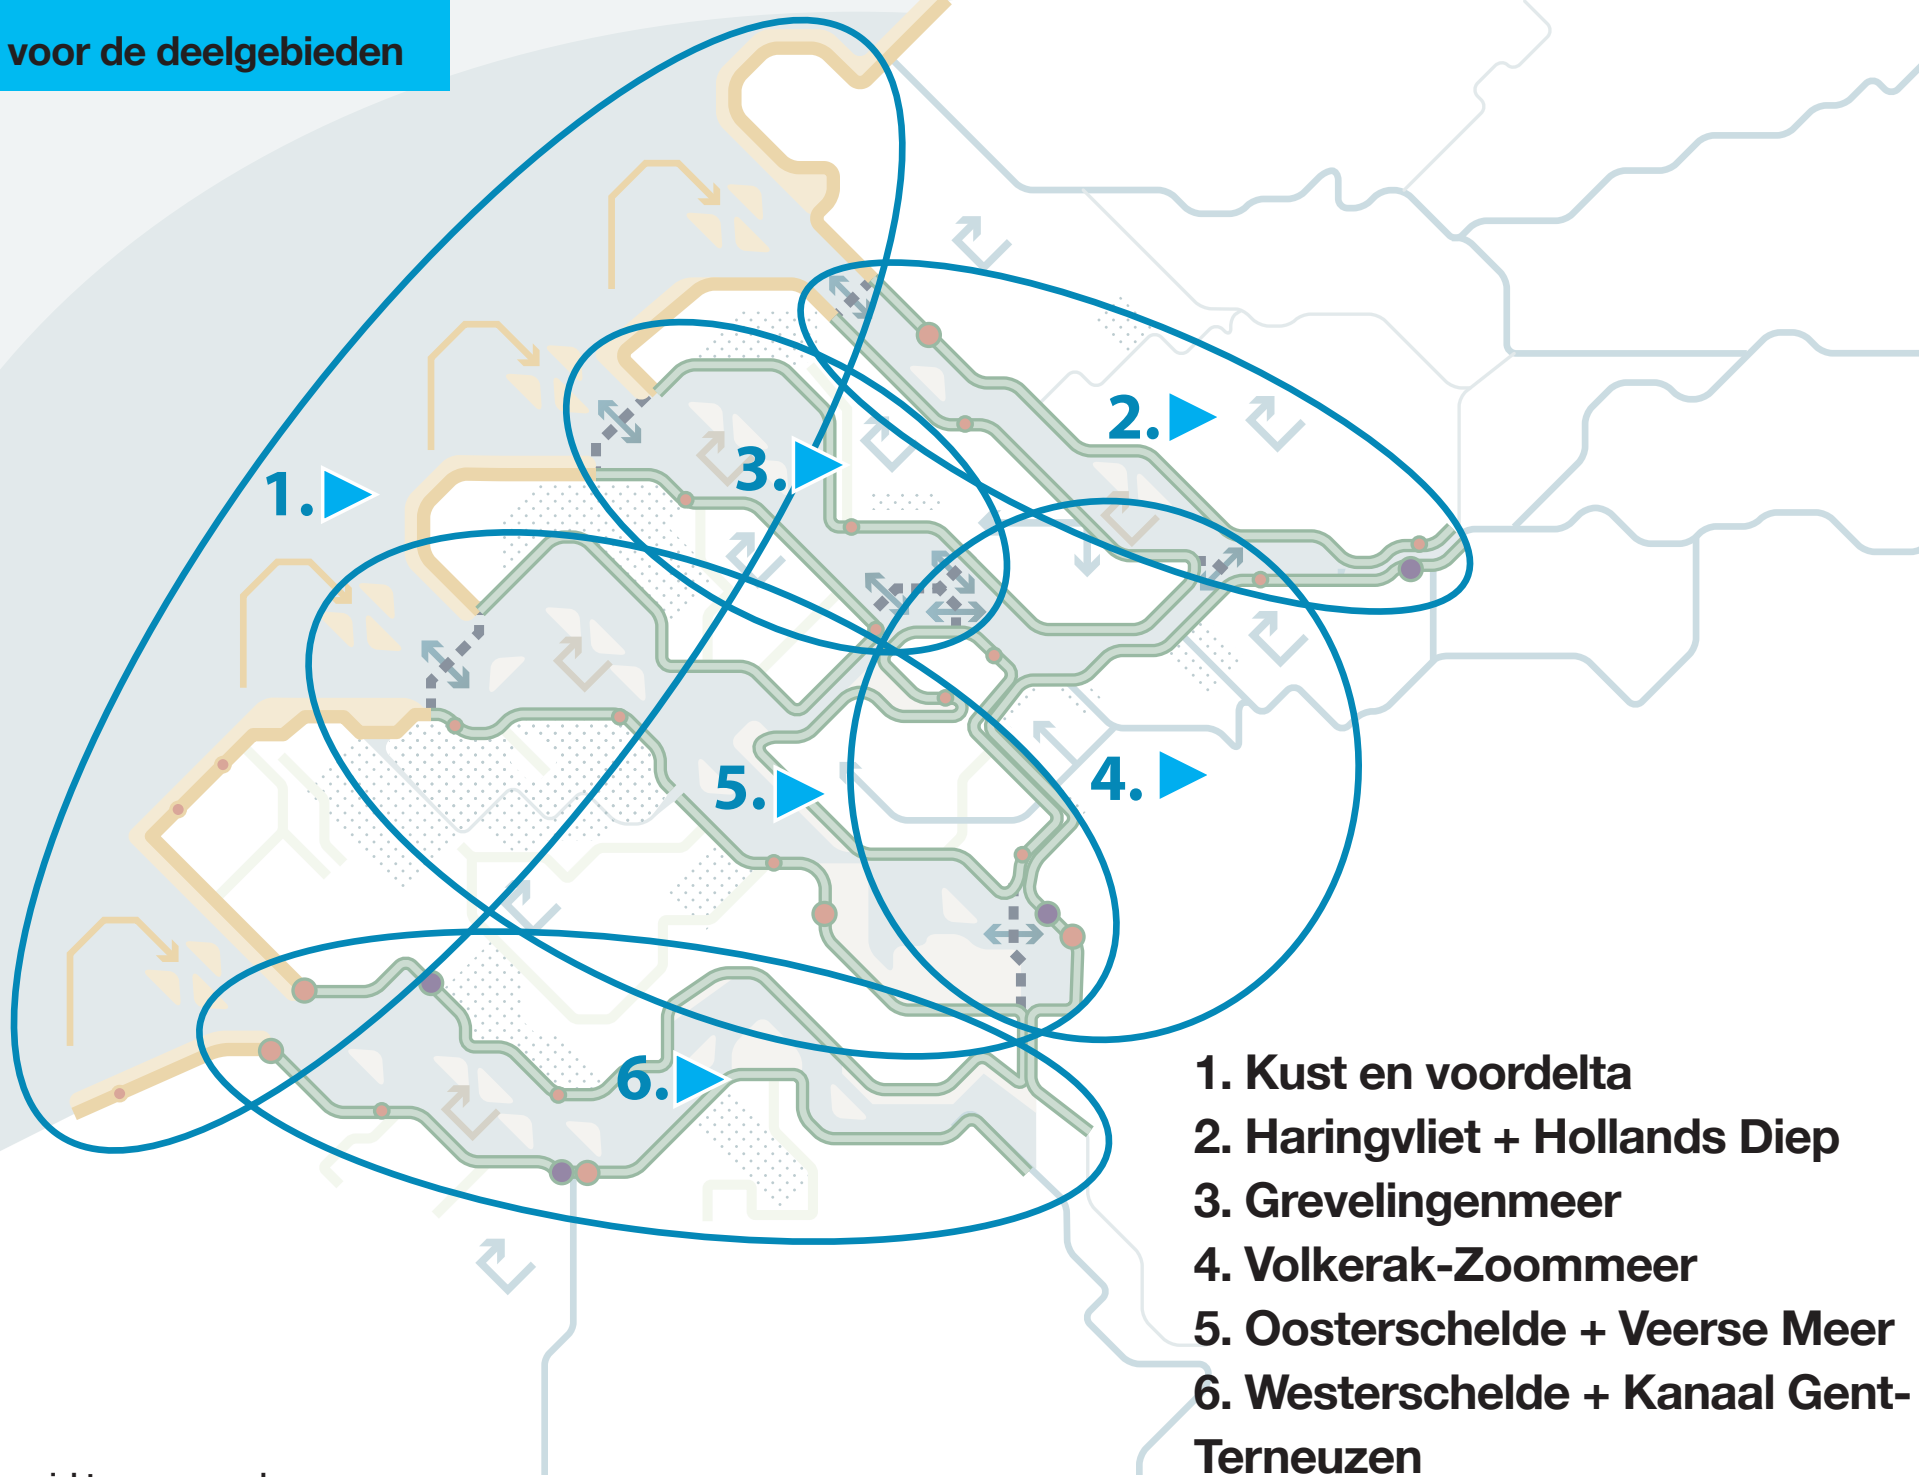 voor de deelgebieden
2.
3.
1.
5.
4.
6.
1. Kust en voordelta
2. Haringvliet + Hollands Diep
3. Grevelingenmeer
4. Volkerak-Zoommeer
5. Oosterschelde + Veerse Meer
6. Westerschelde + Kanaal Gent-
Terneuzen